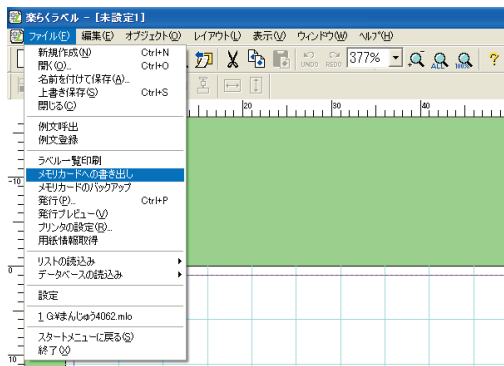 楽らくラベル - [未設定1]
ファイル(F) 編集(E) オブジェクト(O) レイアウト(L) 表示(V) ウィンドウ(W) ヘルプ(H)
新規作成(N) Ctrl+N
開く(O)... Ctrl+O
名前を付けて保存(A)...
上書き保存(S) Ctrl+S
閉じる(C)
例文呼出
例文登録
ラベル一覧印刷
メモリカードへの書き出し
メモリカードのバックアップ
発行(P)... Ctrl+P
発行プレビュー(V)
プリンタの設定(R)...
用紙情報取得
リストの読込み
データベースの読込み
設定
1 G:¥まんじゅう4062.mlo
スタートメニューに戻る(S)
終了(X)
UNDO REDO 377% ALL 100% ?
20 30 40
-10
0
10